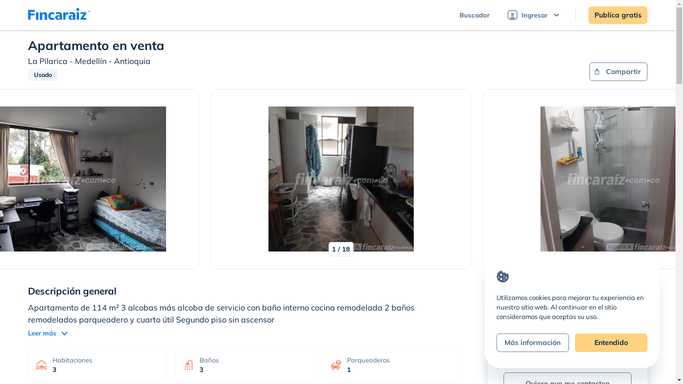 Fincaraiz
Buscador
Ingresar
Publica gratis
Apartamento en venta
La Pilarica - Medellín - Antioquia
Usado
Compartir
fincaraiz.com.co
fincaraiz.com.co
fincaraiz.com.co
fincaraiz
fincaraiz
fincaraiz
1 / 18
Descripción general
Apartamento de 114 m² 3 alcobas más alcoba de servicio con baño interno cocina remodelada 2 baños
remodelados parqueadero y cuarto útil Segundo piso sin ascensor
Leer más
Habitaciones
3
Baños
3
Parqueaderos
1
Utilizamos cookies para mejorar tu experiencia en
nuestro sitio web. Al continuar en el sitio
consideramos que aceptas su uso.
Más información
Entendido
Quiero que me contacten